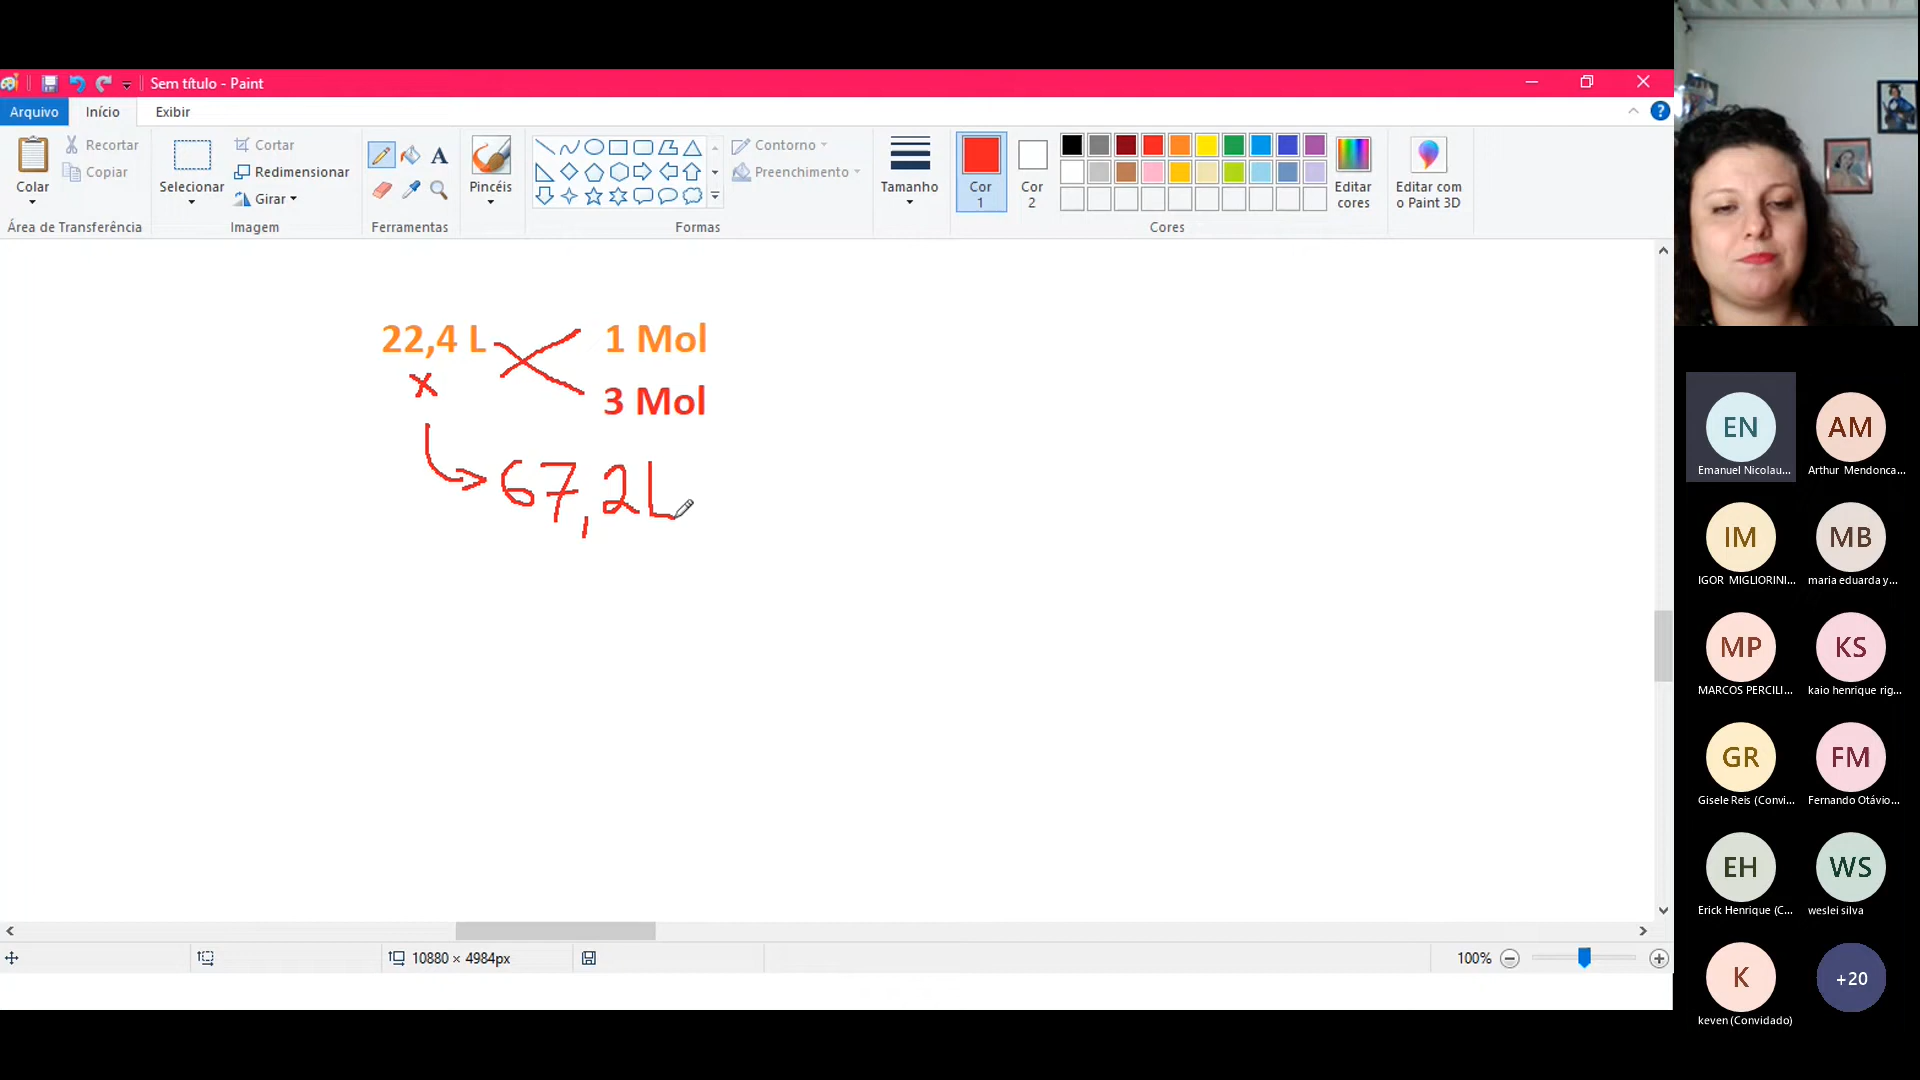 Sem título - Paint
Arquivo Início Exibir
Colar
Recortar
Copiar
Área de Transferência
Selecionar
Cortar
Redimensionar
Girar
Imagem
A
Ferramentas
Pincéis
Formas
Contorno
Preenchimento
Tamanho
Cor
1
Cor
2
Editar
cores
Cores
Editar com
o Paint 3D
?
22,4 L 1 Mol
x 3 Mol
67,2L
10880 × 4984px
100%
EN AM
Emanuel Nicolau... Arthur Mendonca...
IM MB
IGOR MIGLIORINI... maria eduarda y...
MP KS
MARCOS PERCILI... kaio henrique rig...
GR FM
Gisele Reis (Convi... Fernando Otávio...
EH WS
Erick Henrique (C... weslei silva
K +20
keven (Convidado)